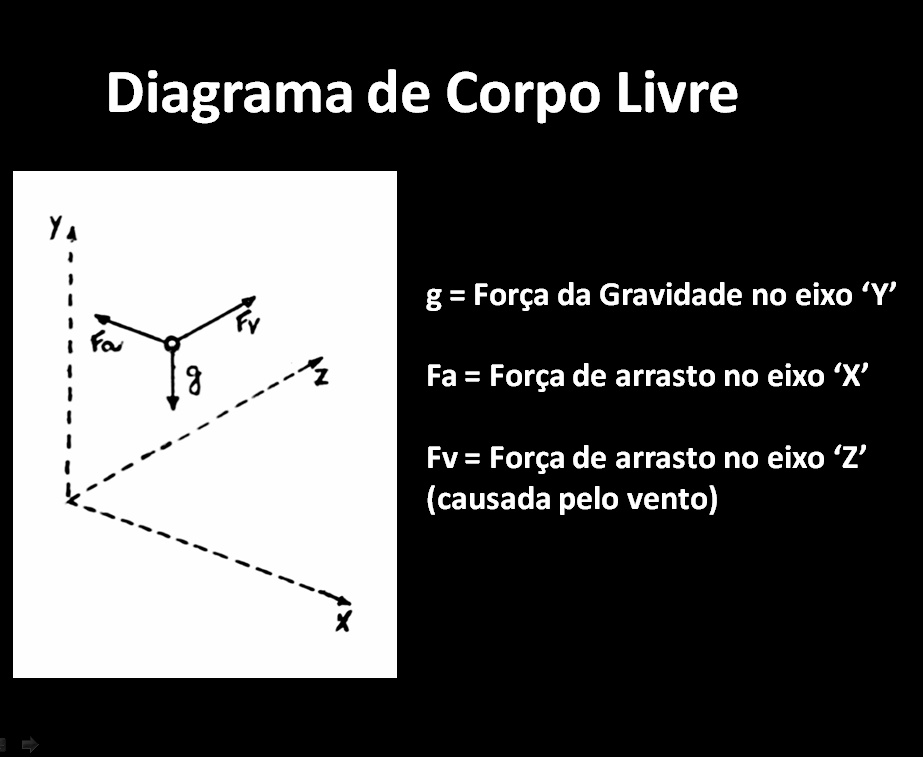 Diagrama de Corpo Livre
Y
Fa
Fv
g
Z
X
g = Força da Gravidade no eixo ‘Y’
Fa = Força de arrasto no eixo ‘X’
Fv = Força de arrasto no eixo ‘Z’
(causada pelo vento)